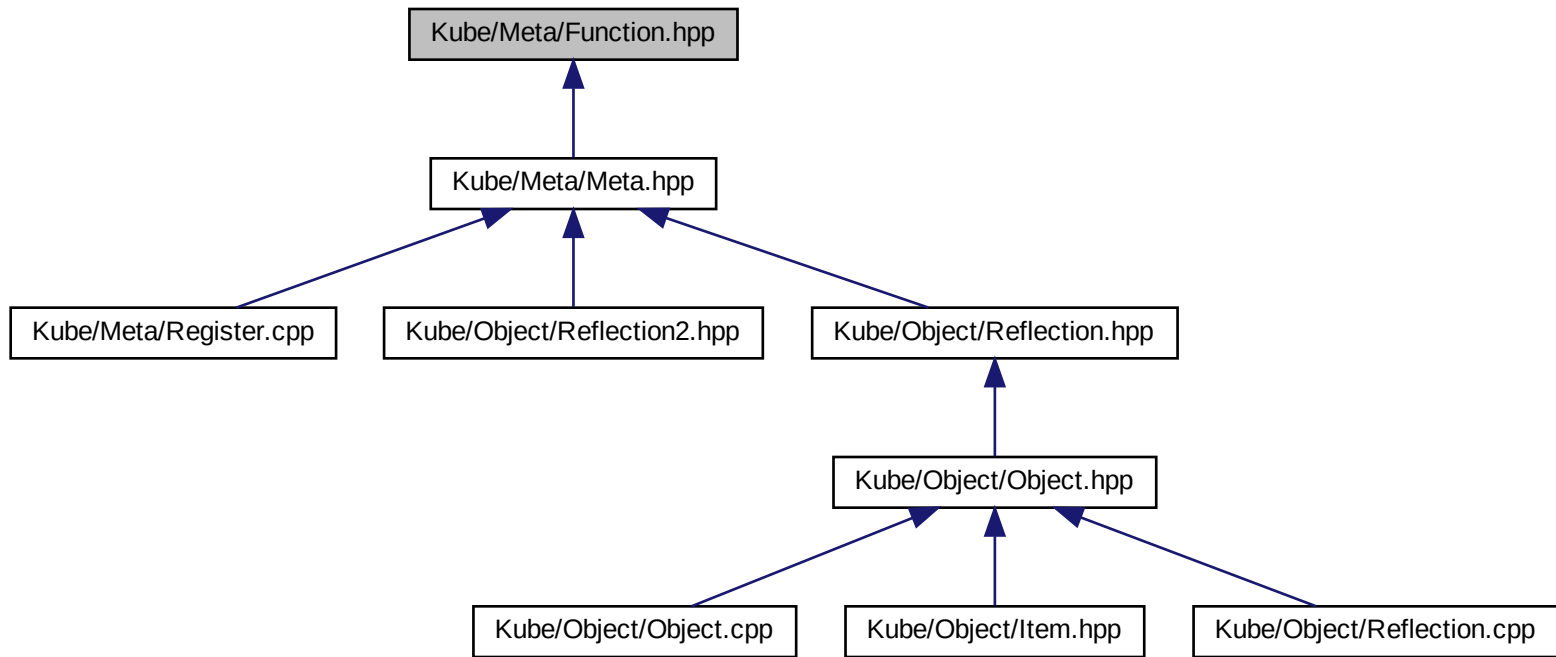 Kube/Meta/Function.hpp
Kube/Meta/Meta.hpp
Kube/Meta/Register.cpp
Kube/Object/Reflection2.hpp
Kube/Object/Reflection.hpp
Kube/Object/Object.hpp
Kube/Object/Object.cpp
Kube/Object/Item.hpp
Kube/Object/Reflection.cpp